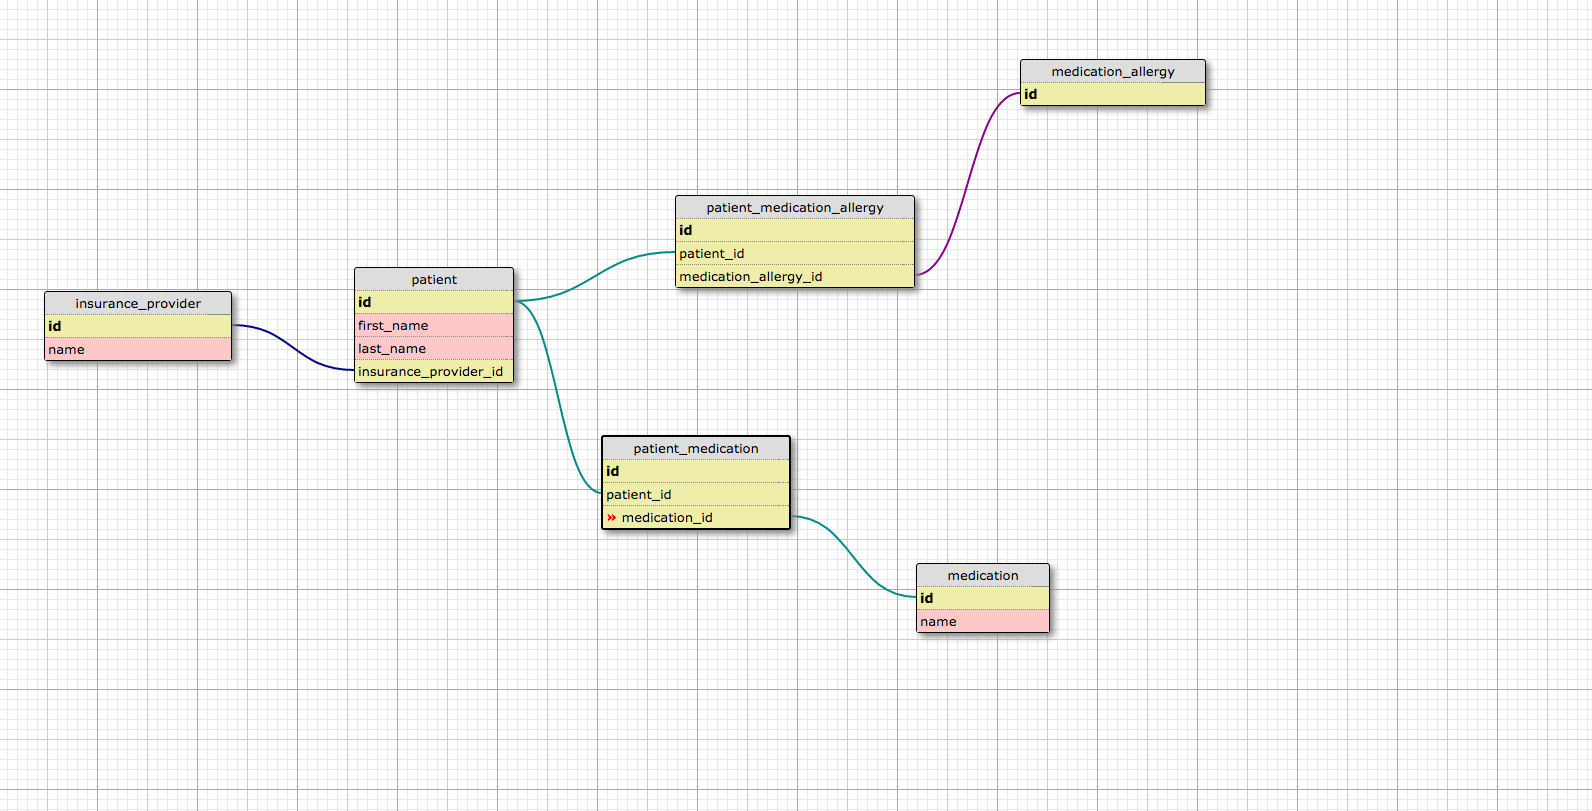 medication_allergy
id
patient_medication_allergy
id
patient_id
medication_allergy_id
patient
id
first_name
last_name
insurance_provider_id
insurance_provider
id
name
patient_medication
id
patient_id
» medication_id
medication
id
name